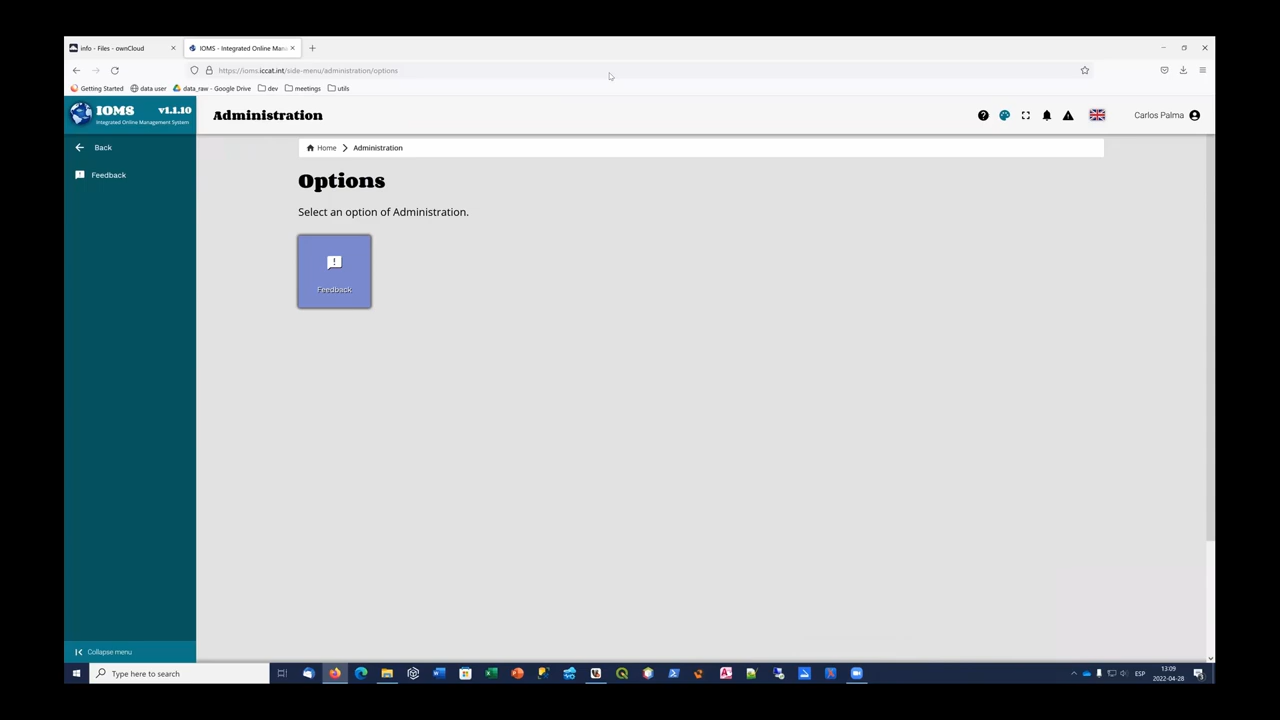 info - Files - ownCloud
IOMS - Integrated Online Man
https://ioms.iccat.int/side-menu/administration/options
Getting Started
data user
data_raw - Google Drive
dev
meetings
utils
IOMS
v1.1.10
Integrated Online Management System
Administration
Carlos Palma
Back
Feedback
Home
Administration
Options
Select an option of Administration.
Feedback
Collapse menu
Type here to search
ESP
13:09
2022-04-28